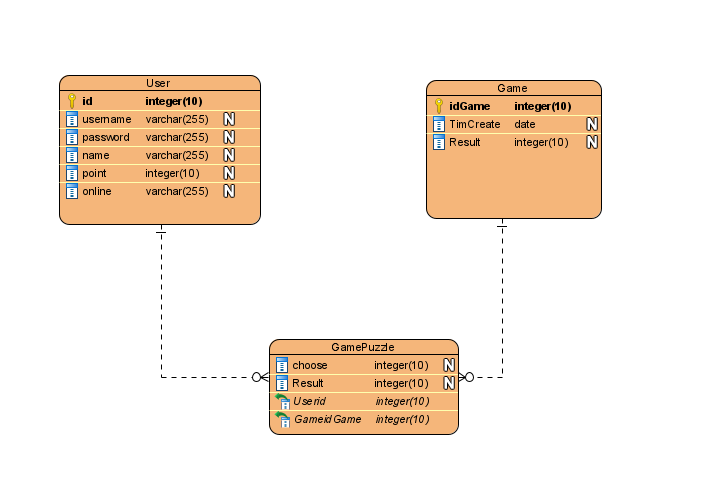 User
id integer(10)
username varchar(255) N
password varchar(255) N
name varchar(255) N
point integer(10) N
online varchar(255) N
Game
idGame integer(10)
TimCreate date N
Result integer(10) N
GamePuzzle
choose integer(10) N
Result integer(10) N
Userid integer(10)
GameidGame integer(10)